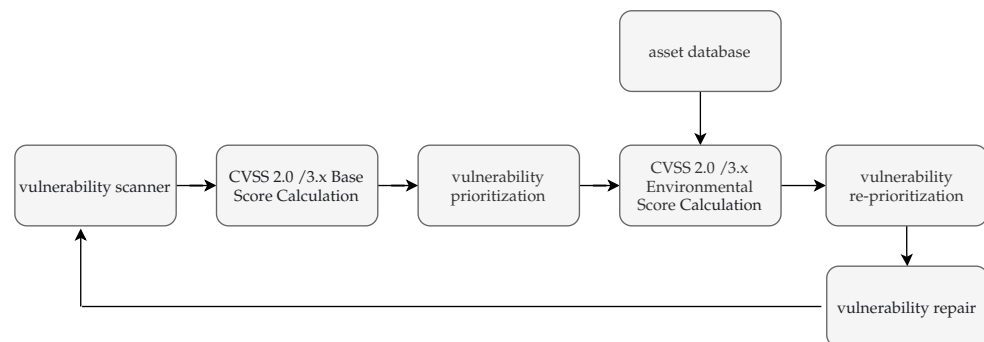 asset database
vulnerability scanner
CVSS 2.0 /3.x Base
Score Calculation
vulnerability
prioritization
CVSS 2.0 /3.x
Environmental
Score Calculation
vulnerability
re-prioritization
vulnerability repair